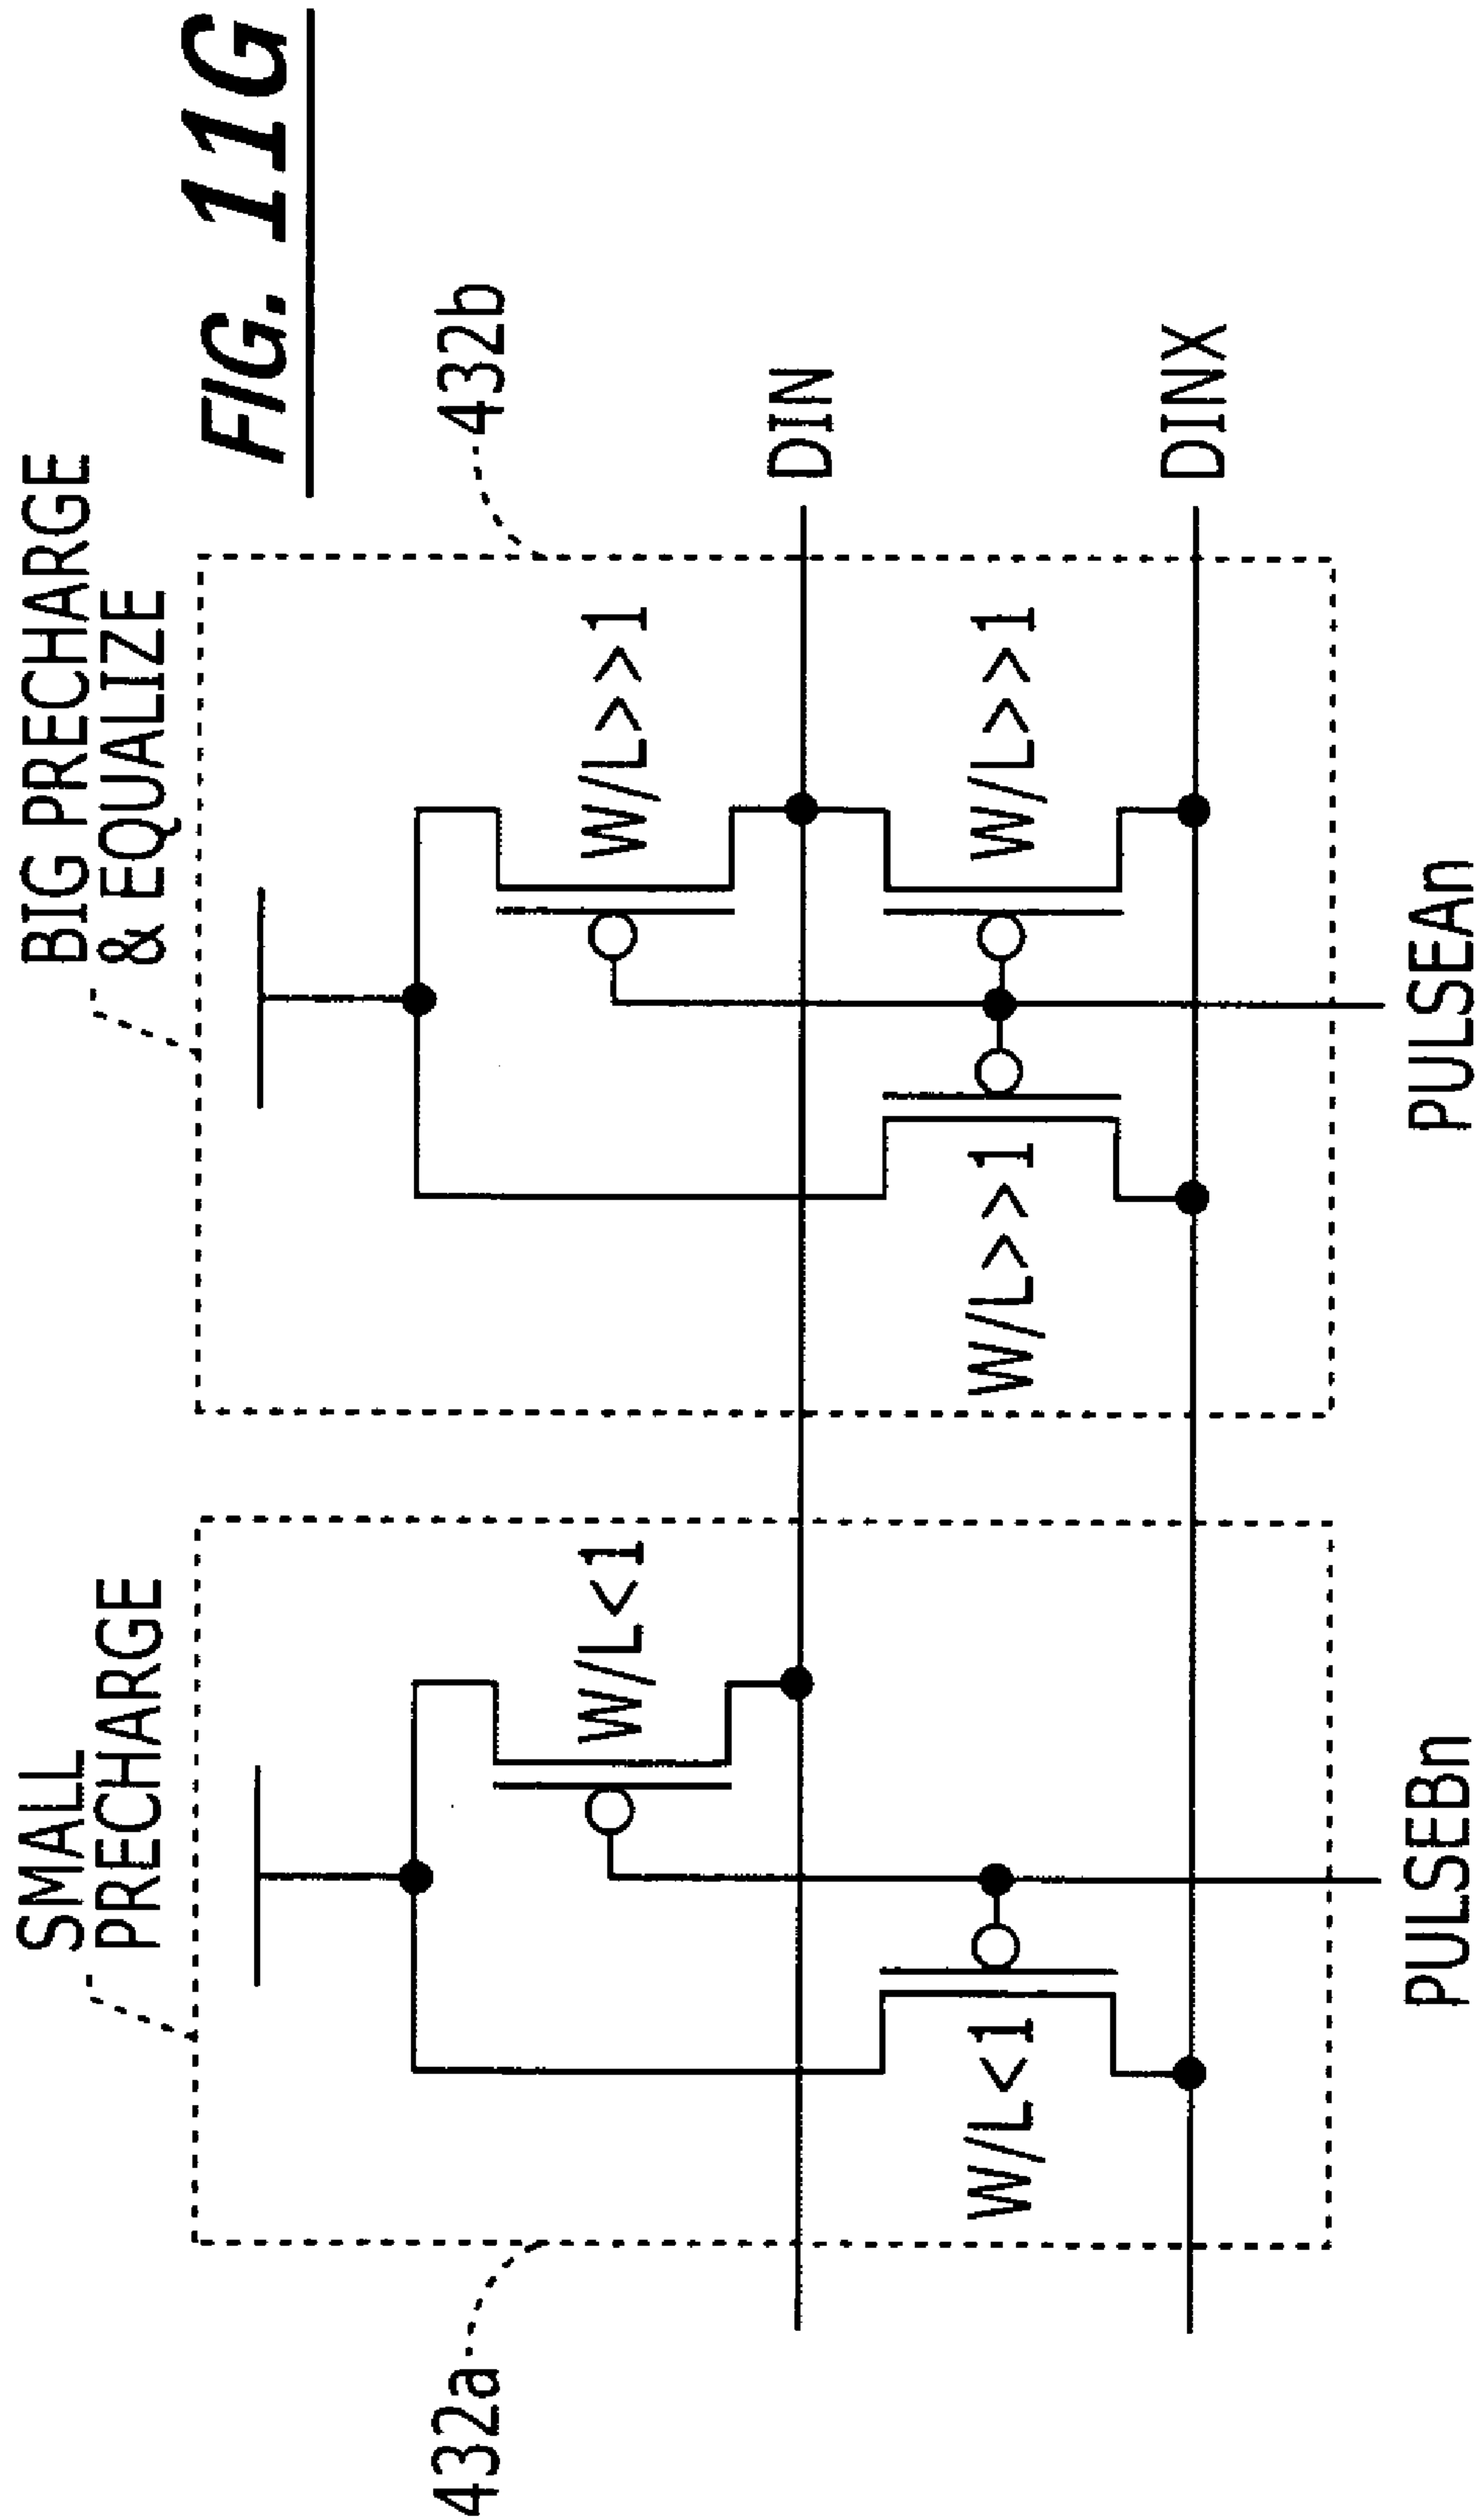 FIG. 11G
SMALL
PRECHARGE
BIG PRECHARGE
& EQUALIZE
432a
432b
W/L<1
W/L>>1
DIN
W/L<1
W/L>>1
W/L>>1
DINX
PULSEBn
PULSEAn